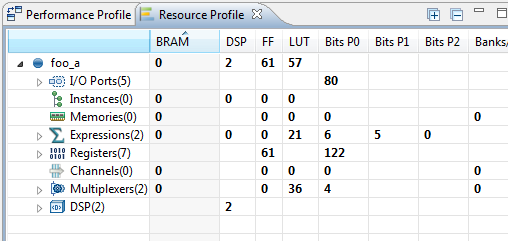 Performance Profile Resource Profile
BRAM DSP FF LUT Bits P0 Bits P1 Bits P2 Banks/
foo_a 0 2 61 57
I/O Ports(5) 80
Instances(0) 0 0 0 0
Memories(0) 0 0 0 0 0
Expressions(2) 0 0 0 21 6 5 0
Registers(7) 61 122
Channels(0) 0 0 0 0 0
Multiplexers(2) 0 0 36 4 0
DSP(2) 2